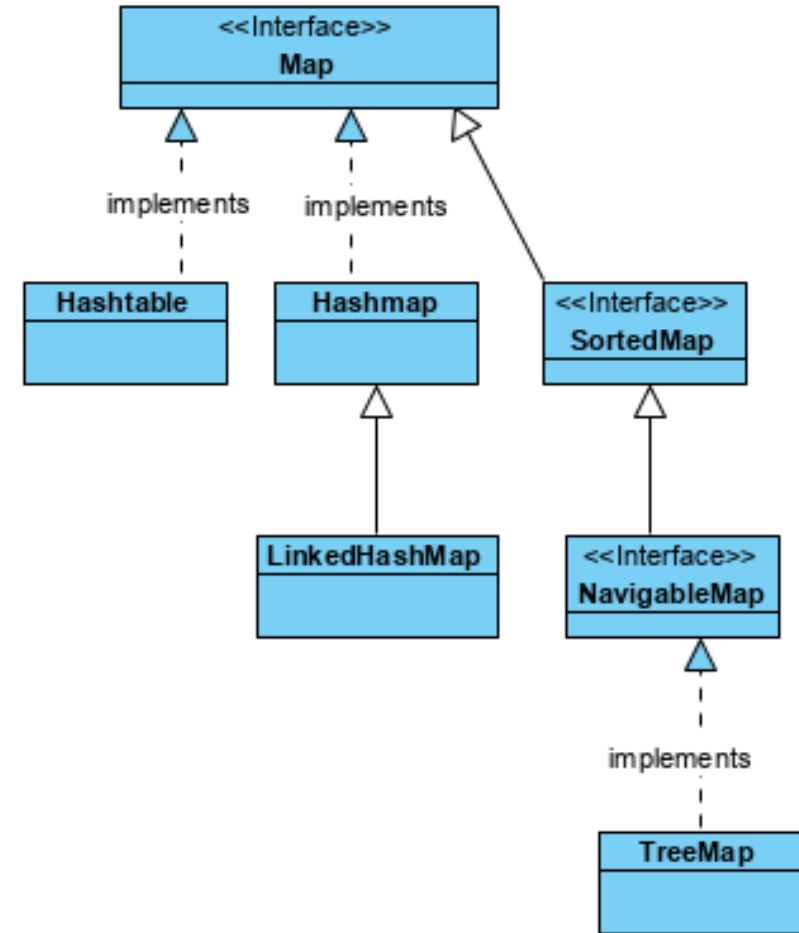 <<Interface>>
Map
implements
implements
Hashtable
Hashmap
<<Interface>>
SortedMap
LinkedHashMap
<<Interface>>
NavigableMap
implements
TreeMap